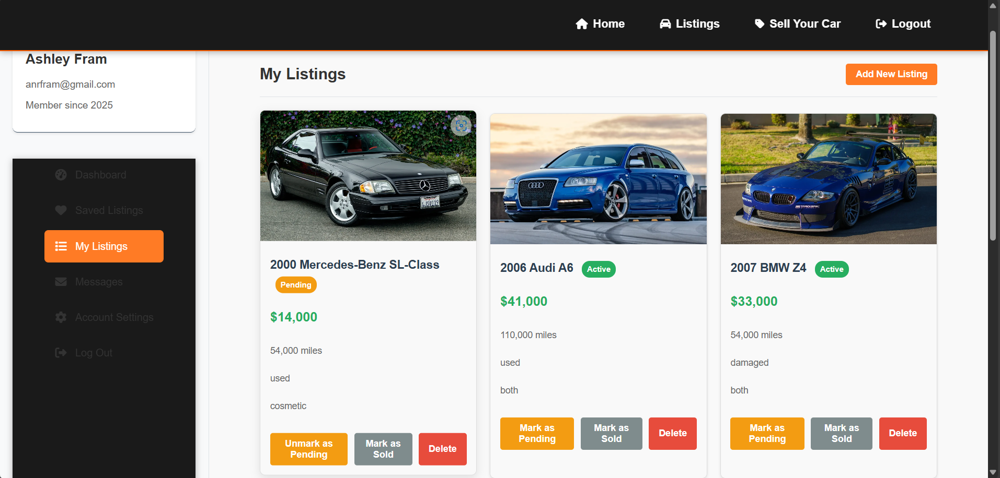 Home
Listings
Sell Your Car
Logout
Ashley Fram
anrfram@gmail.com
Member since 2025
Dashboard
Saved Listings
My Listings
Messages
Account Settings
Log Out
My Listings
Add New Listing
2000 Mercedes-Benz SL-Class
Pending
$14,000
54,000 miles
used
cosmetic
Unmark as
Pending
Mark as
Sold
Delete
2006 Audi A6
Active
$41,000
110,000 miles
used
both
Mark as
Pending
Mark as
Sold
Delete
2007 BMW Z4
Active
$33,000
54,000 miles
damaged
both
Mark as
Pending
Mark as
Sold
Delete